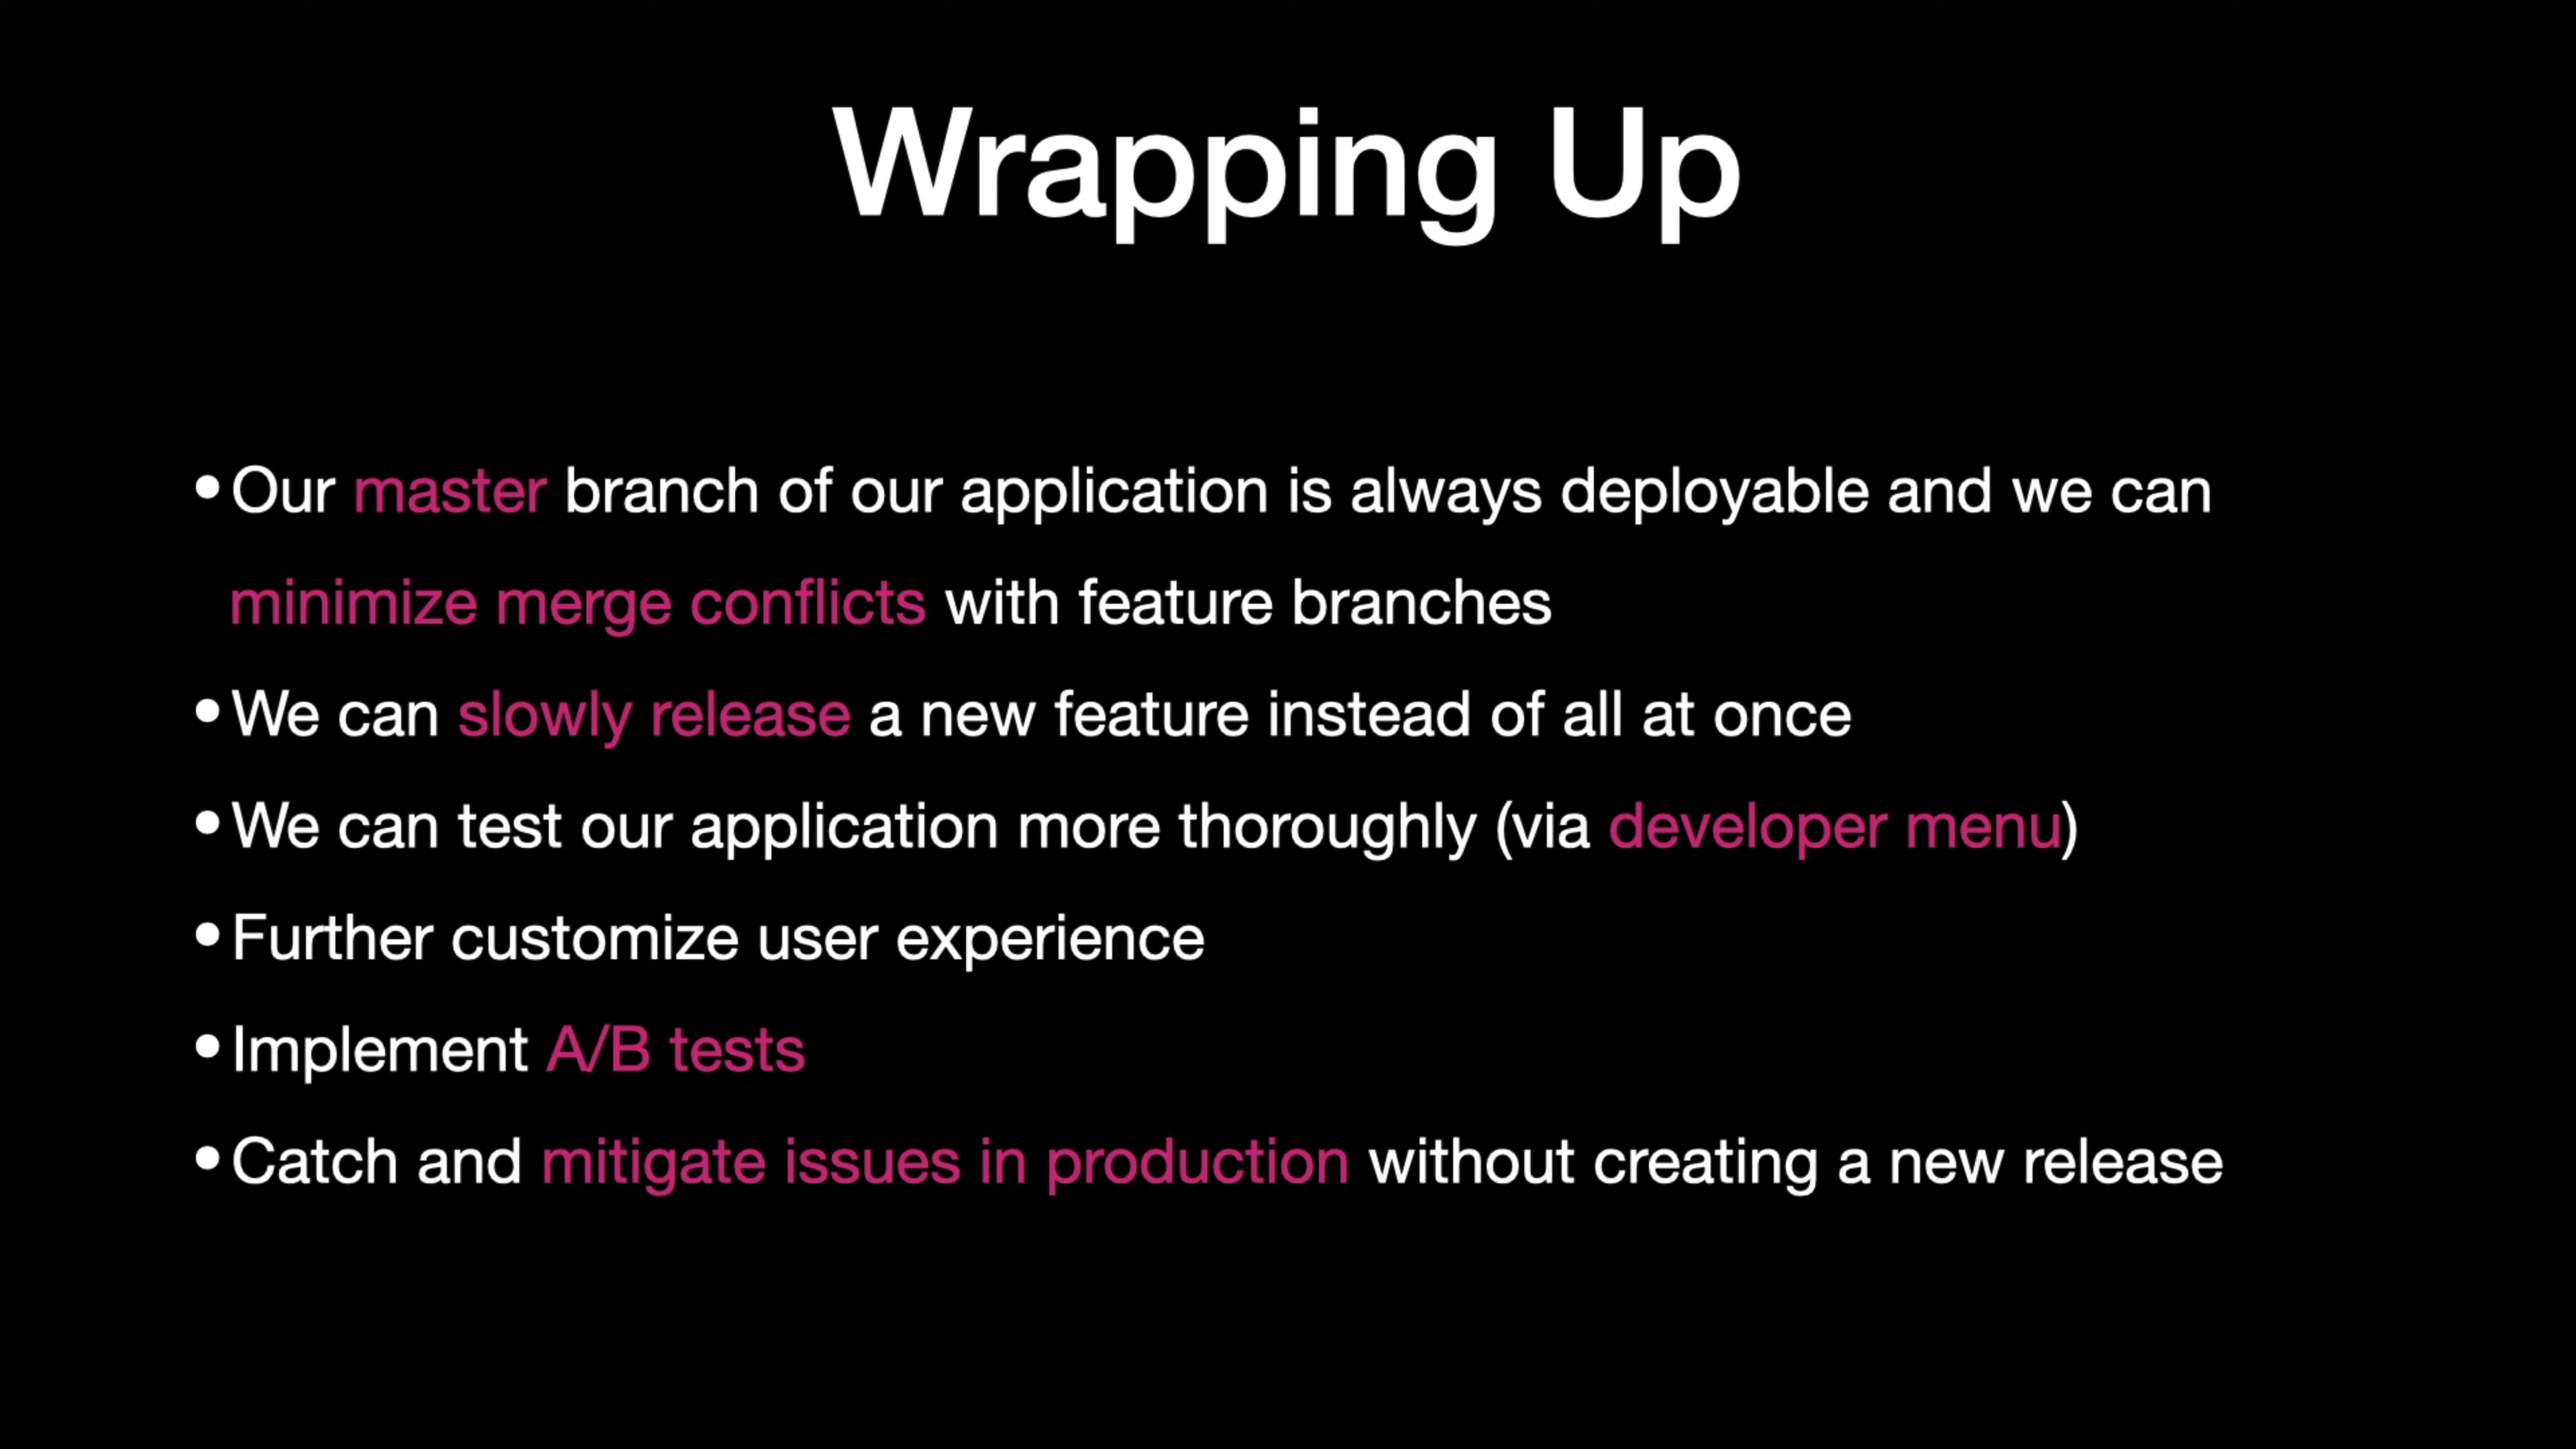 Wrapping Up
•Our master branch of our application is always deployable and we can
minimize merge conflicts with feature branches
•We can slowly release a new feature instead of all at once
•We can test our application more thoroughly (via developer menu)
•Further customize user experience
•Implement A/B tests
•Catch and mitigate issues in production without creating a new release